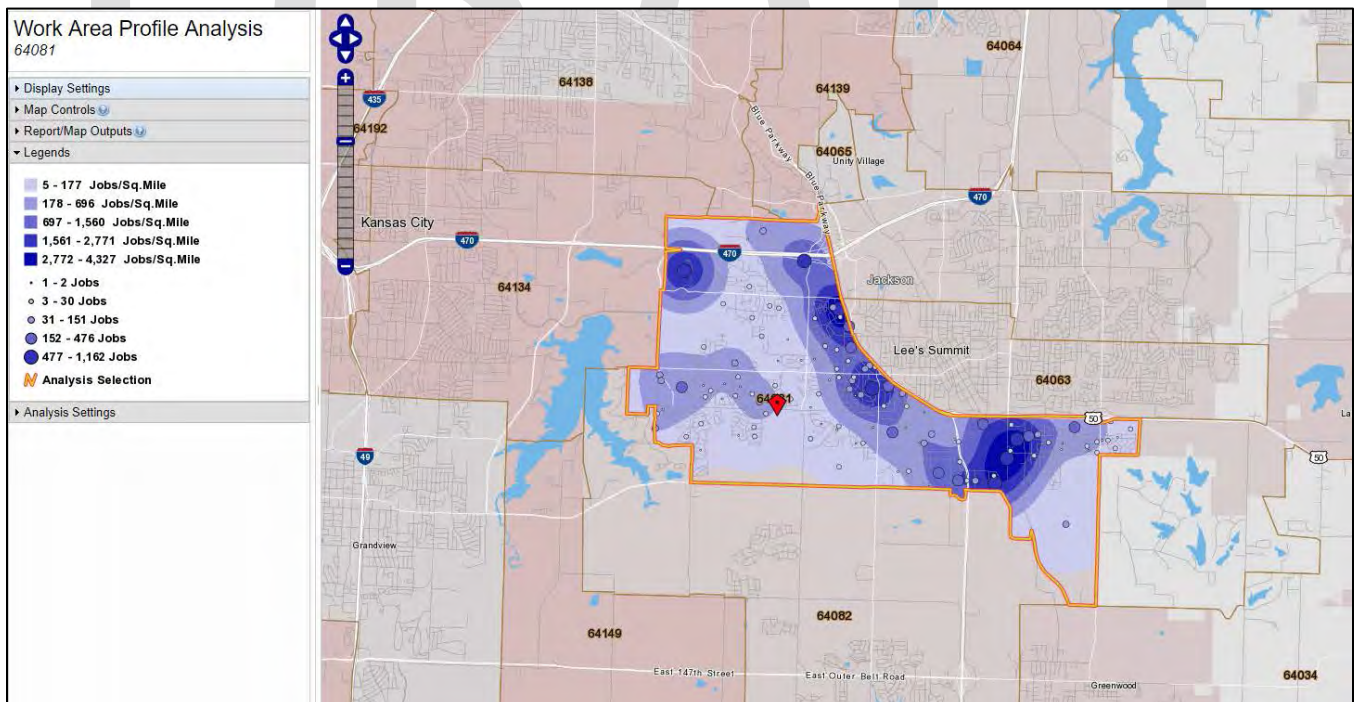 Work Area Profile Analysis
64081
Display Settings
Map Controls
Report/Map Outputs
Legends
5 - 177 Jobs/Sq.Mile
178 - 696 Jobs/Sq.Mile
697 - 1,560 Jobs/Sq.Mile
1,561 - 2,771 Jobs/Sq.Mile
2,772 - 4,327 Jobs/Sq.Mile
1 - 2 Jobs
3 - 30 Jobs
31 - 151 Jobs
152 - 476 Jobs
477 - 1,162 Jobs
Analysis Selection
Analysis Settings
64064
64138
64139
435
64192
Blue Parkway
64065
Unity Village
Blue Parkway
470
Kansas City
470
470
64134
Jackson
Lee's Summit
64063
64081
50
La
50
49
Grandview
64082
64149
East 147th Street
East Outer Belt Road
64034
Greenwood